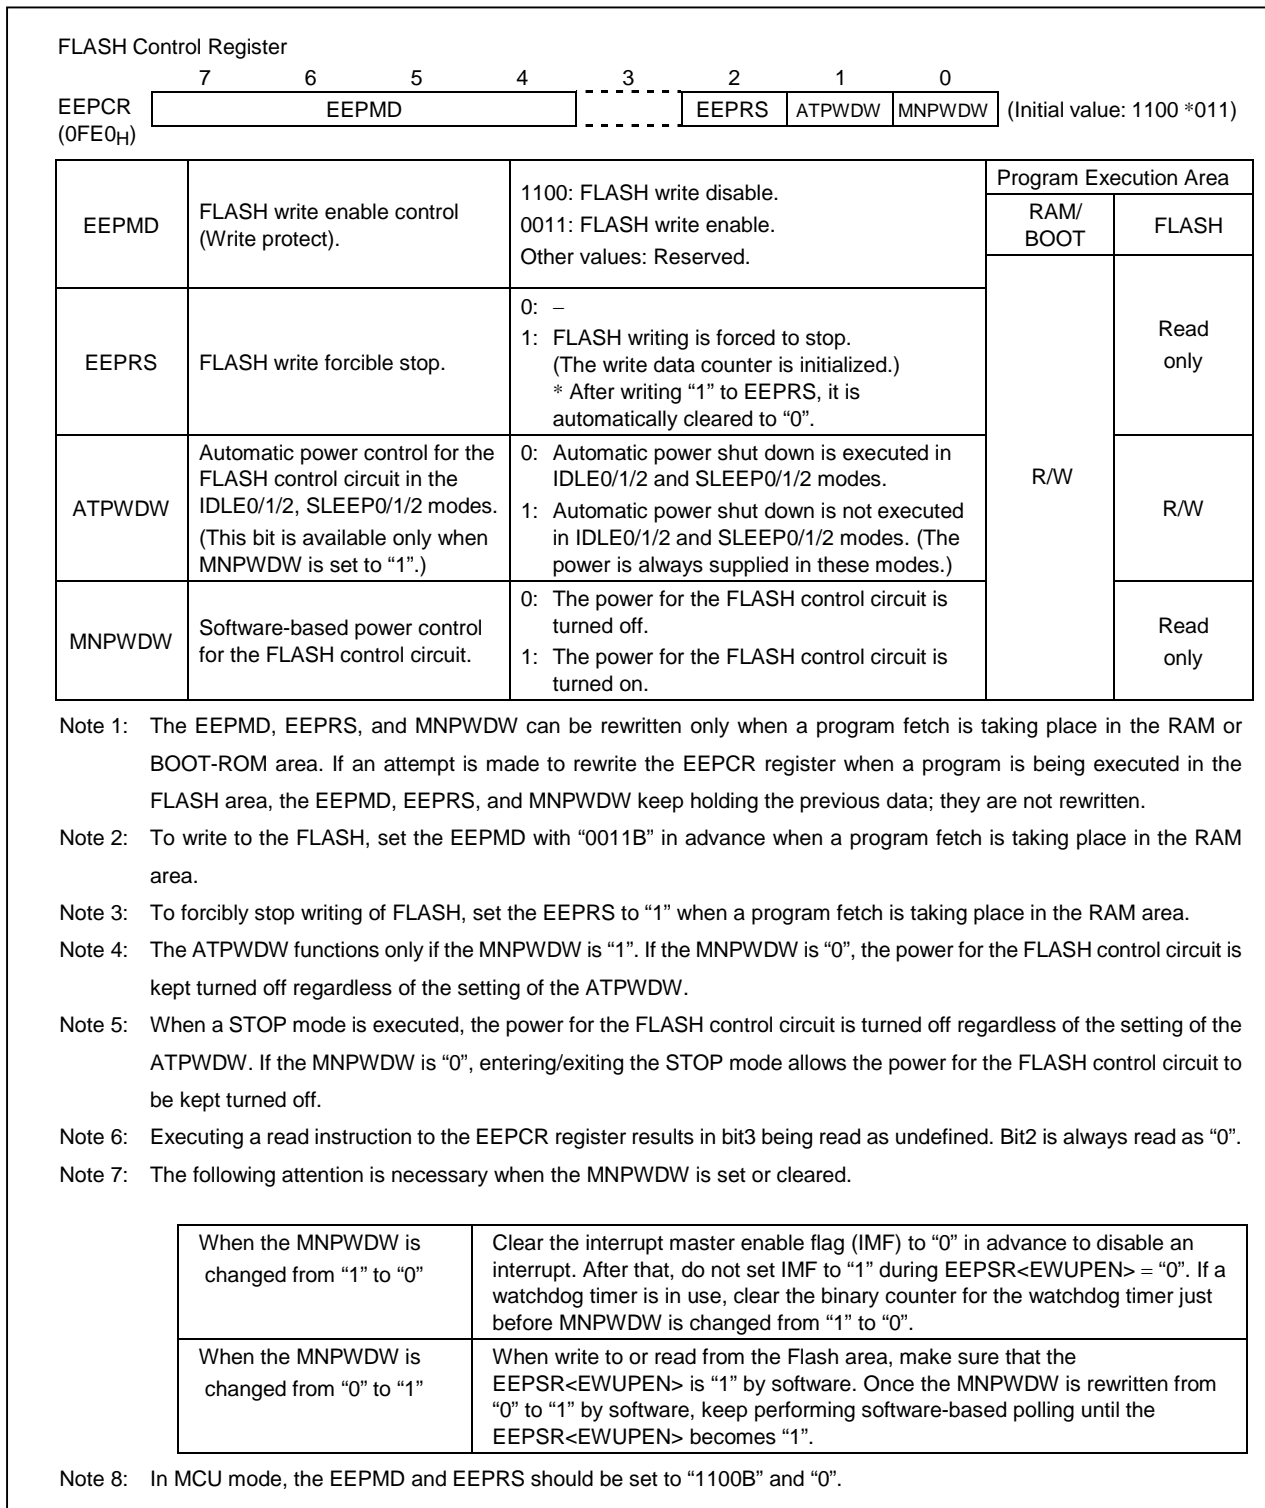 FLASH Control Register
7 6 5 4 3 2 1 0
EEPCR EEPMD EEPRS ATPWDW MNPWDW (Initial value: 1100 *011)
(0FE0H)
EEPMD
FLASH write enable control
(Write protect).
1100: FLASH write disable.
0011: FLASH write enable.
Other values: Reserved.
Program Execution Area
RAM/
BOOT
FLASH
EEPRS
FLASH write forcible stop.
0: –
1: FLASH writing is forced to stop.
(The write data counter is initialized.)
* After writing “1” to EEPRS, it is
automatically cleared to “0”.
R/W
Read
only
ATPWDW
Automatic power control for the
FLASH control circuit in the
IDLE0/1/2, SLEEP0/1/2 modes.
(This bit is available only when
MNPWDW is set to “1”.)
0: Automatic power shut down is executed in
IDLE0/1/2 and SLEEP0/1/2 modes.
1: Automatic power shut down is not executed
in IDLE0/1/2 and SLEEP0/1/2 modes. (The
power is always supplied in these modes.)
R/W
MNPWDW
Software-based power control
for the FLASH control circuit.
0: The power for the FLASH control circuit is
turned off.
1: The power for the FLASH control circuit is
turned on.
Read
only
Note 1: The EEPMD, EEPRS, and MNPWDW can be rewritten only when a program fetch is taking place in the RAM or
BOOT-ROM area. If an attempt is made to rewrite the EEPCR register when a program is being executed in the
FLASH area, the EEPMD, EEPRS, and MNPWDW keep holding the previous data; they are not rewritten.
Note 2: To write to the FLASH, set the EEPMD with “0011B” in advance when a program fetch is taking place in the RAM
area.
Note 3: To forcibly stop writing of FLASH, set the EEPRS to “1” when a program fetch is taking place in the RAM area.
Note 4: The ATPWDW functions only if the MNPWDW is “1”. If the MNPWDW is “0”, the power for the FLASH control circuit is
kept turned off regardless of the setting of the ATPWDW.
Note 5: When a STOP mode is executed, the power for the FLASH control circuit is turned off regardless of the setting of the
ATPWDW. If the MNPWDW is “0”, entering/exiting the STOP mode allows the power for the FLASH control circuit to
be kept turned off.
Note 6: Executing a read instruction to the EEPCR register results in bit3 being read as undefined. Bit2 is always read as “0”.
Note 7: The following attention is necessary when the MNPWDW is set or cleared.
When the MNPWDW is
changed from “1” to “0”
Clear the interrupt master enable flag (IMF) to “0” in advance to disable an
interrupt. After that, do not set IMF to “1” during EEPSR<EWUPEN> = “0”. If a
watchdog timer is in use, clear the binary counter for the watchdog timer just
before MNPWDW is changed from “1” to “0”.
When the MNPWDW is
changed from “0” to “1”
When write to or read from the Flash area, make sure that the
EEPSR<EWUPEN> is “1” by software. Once the MNPWDW is rewritten from
“0” to “1” by software, keep performing software-based polling until the
EEPSR<EWUPEN> becomes “1”.
Note 8: In MCU mode, the EEPMD and EEPRS should be set to “1100B” and “0”.